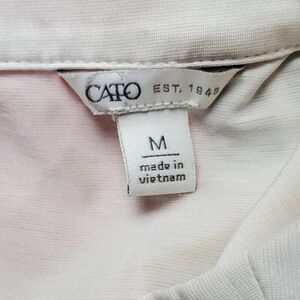 CATO EST. 1946
M
made in
vietnam